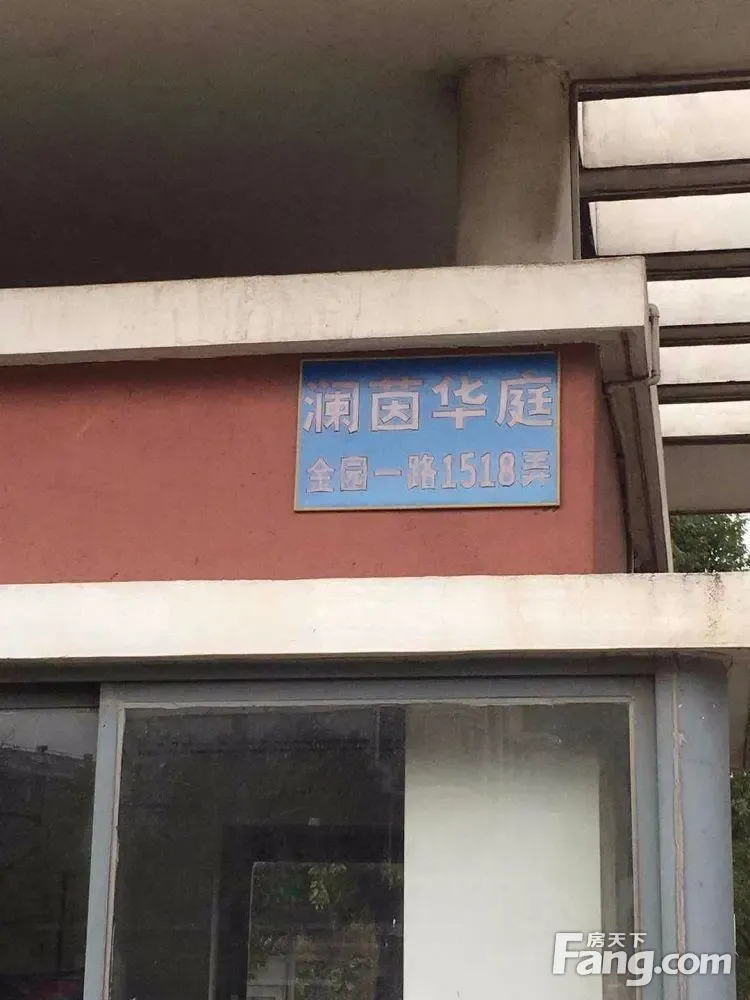 澜茵华庭
金园一路1518弄
房天下
Fang.com